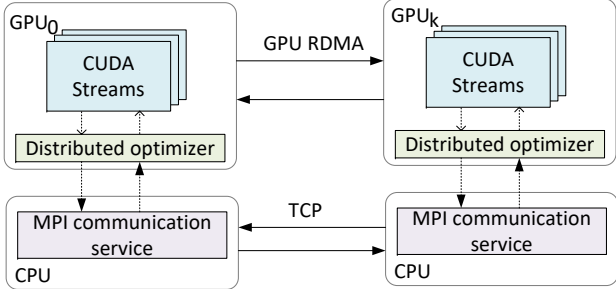 GPU0
CUDA
Streams
Distributed optimizer
MPI communication
service
CPU
GPU RDMA
TCP
GPUk
CUDA
Streams
Distributed optimizer
MPI communication
service
CPU